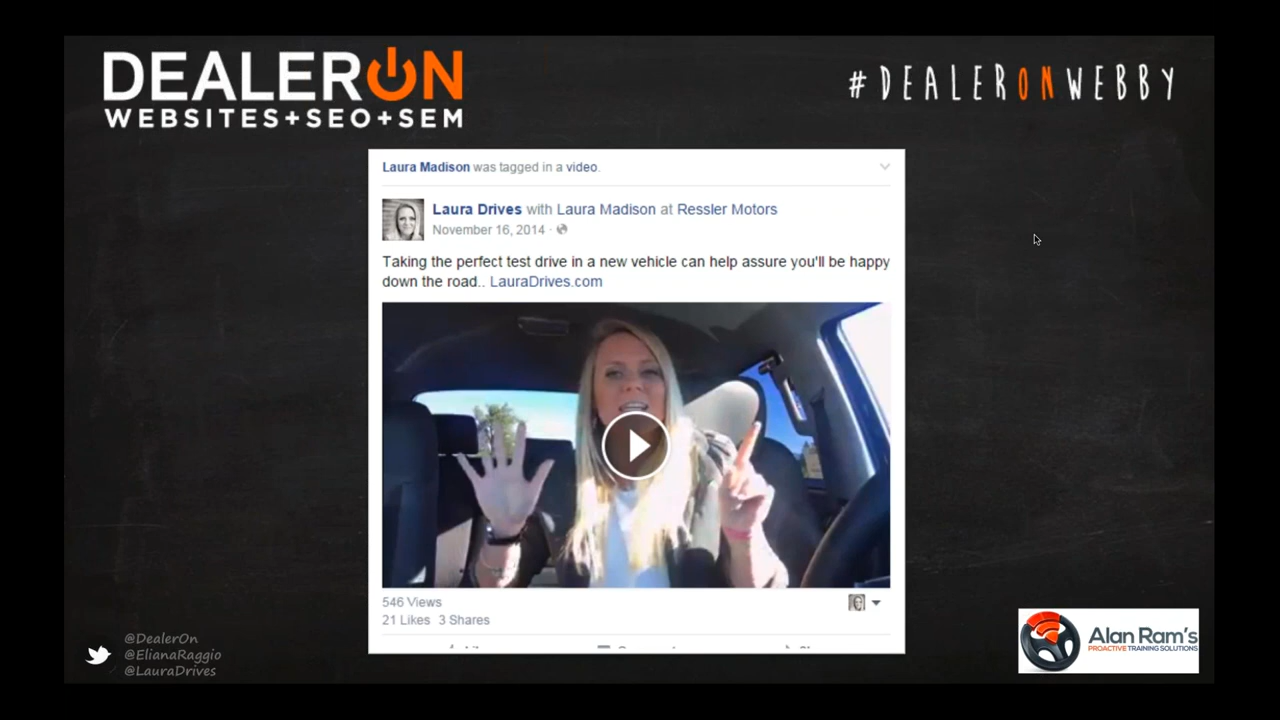 DEALERON
WEBSITES+SEO+SEM
#DEALERONWEBBY
Laura Madison was tagged in a video.
Laura Drives with Laura Madison at Ressler Motors
November 16, 2014 ·
Taking the perfect test drive in a new vehicle can help assure you'll be happy
down the road.. LauraDrives.com
546 Views
21 Likes 3 Shares
@DealerOn
@ElianaRaggio
@LauraDrives
Alan Ram's
PROACTIVE TRAINING SOLUTIONS